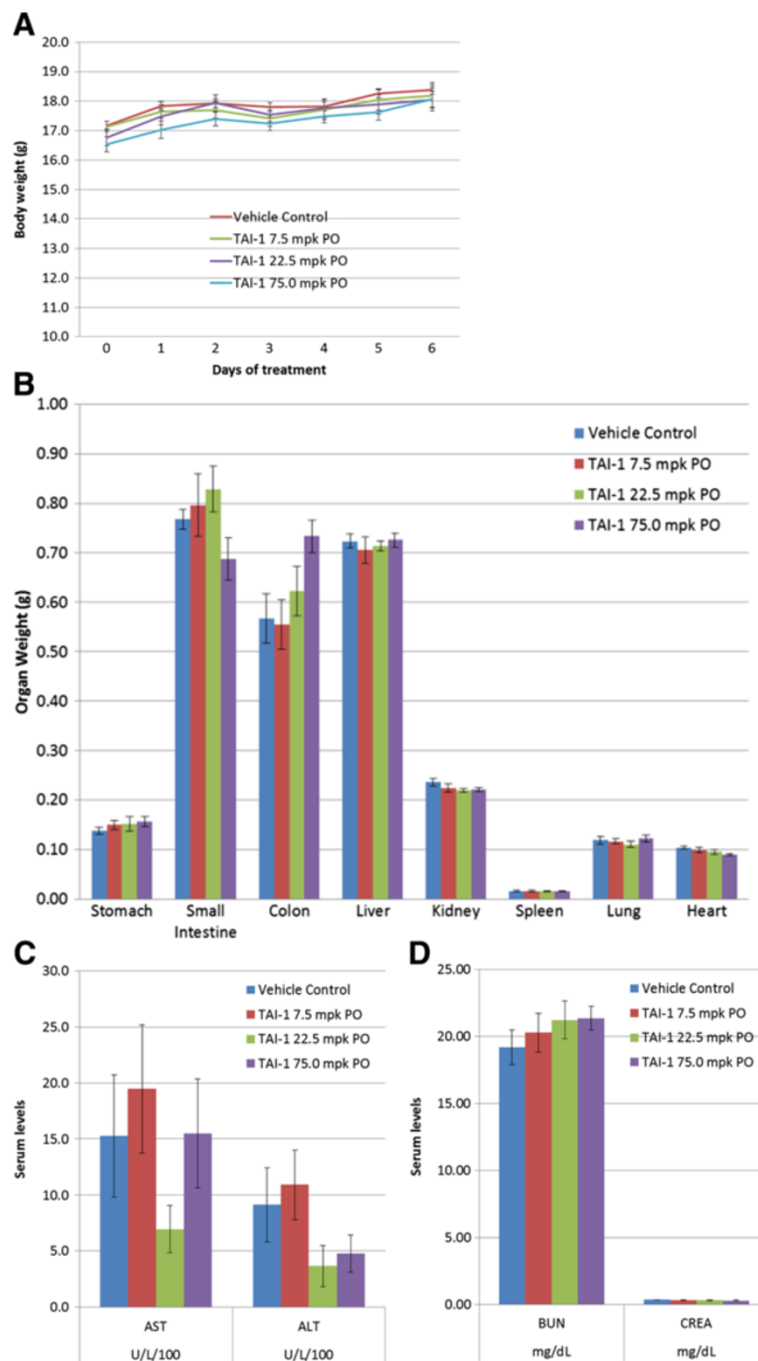 A
20.0
19.0
18.0
17.0
16.0
15.0
14.0
13.0
12.0
11.0
10.0
Body weight (g)
Vehicle Control
TAI-1 7.5 mpk PO
TAI-1 22.5 mpk PO
TAI-1 75.0 mpk PO
0 1 2 3 4 5 6
Days of treatment
B
1.00
0.90
0.80
0.70
0.60
0.50
0.40
0.30
0.20
0.10
0.00
Organ Weight (g)
Vehicle Control
TAI-1 7.5 mpk PO
TAI-1 22.5 mpk PO
TAI-1 75.0 mpk PO
Stomach Small Colon Liver Kidney Spleen Lung Heart
Intestine
C
30.0
25.0
20.0
15.0
10.0
5.0
0.0
Serum levels
Vehicle Control
TAI-1 7.5 mpk PO
TAI-1 22.5 mpk PO
TAI-1 75.0 mpk PO
AST ALT
U/L/100 U/L/100
D
25.00
20.00
15.00
10.00
5.00
0.00
Serum levels
Vehicle Control
TAI-1 7.5 mpk PO
TAI-1 22.5 mpk PO
TAI-1 75.0 mpk PO
BUN CREA
mg/dL mg/dL